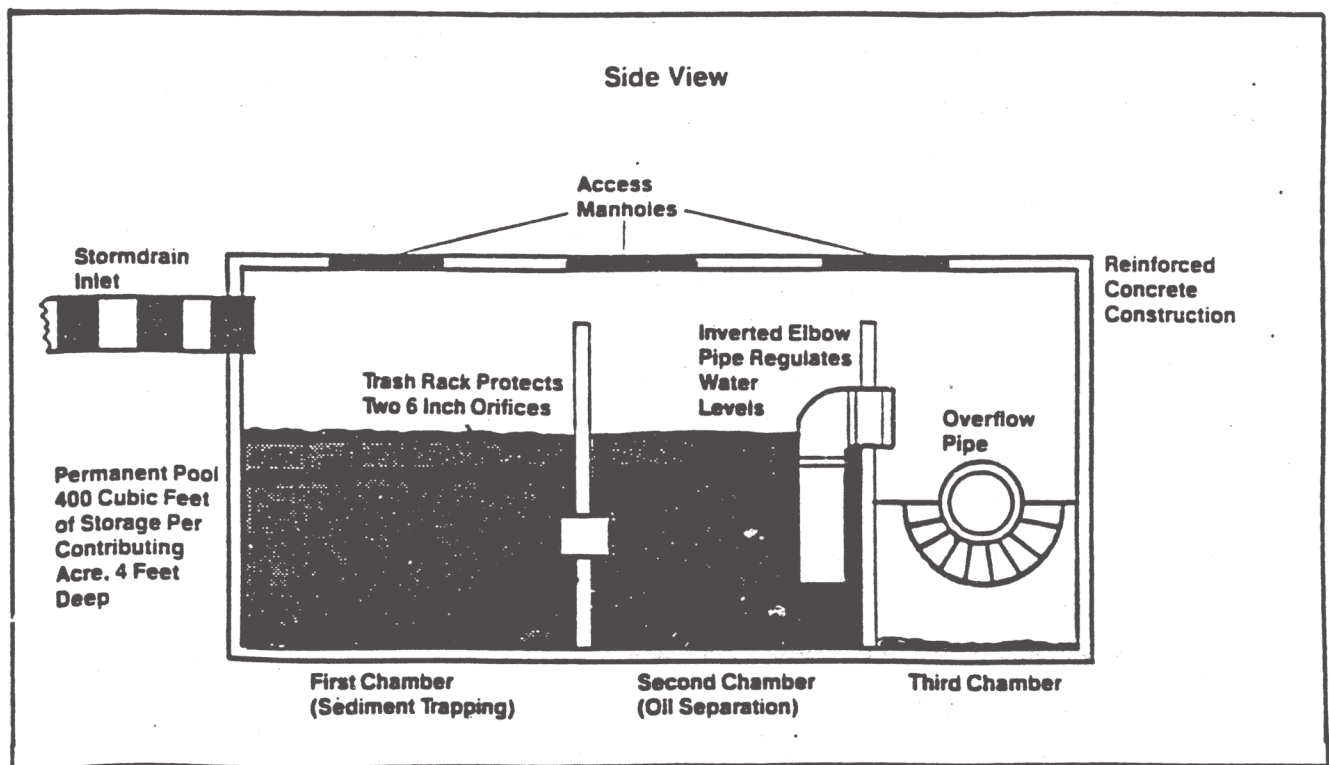 Side View
Access
Manholes
Stormdrain
Inlet
Reinforced
Concrete
Construction
Inverted Elbow
Pipe Regulates
Water
Levels
Trash Rack Protects
Two 6 Inch Orifices
Overflow
Pipe
Permanent Pool
400 Cubic Feet
of Storage Per
Contributing
Acre. 4 Feet
Deep
First Chamber
(Sediment Trapping)
Second Chamber
(Oil Separation)
Third Chamber